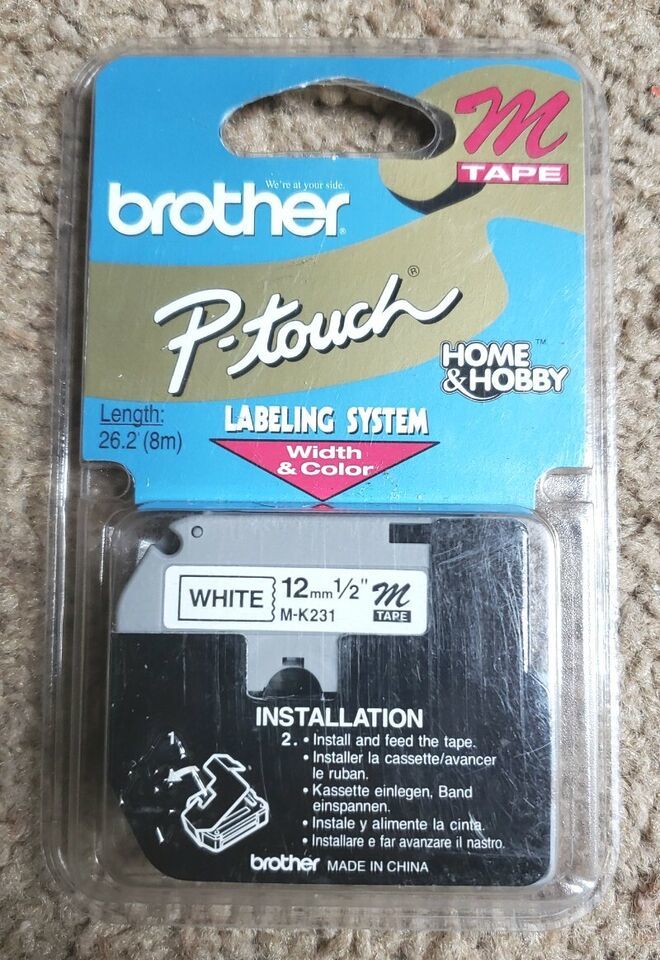 m
TAPE
We're at your side.
brother®
P-touch®
HOME™
& HOBBY
Length:
26.2' (8m)
LABELING SYSTEM
Width
& Color
WHITE
12mm 1/2" m
M-K231 TAPE
INSTALLATION
1
2. • Install and feed the tape.
• Installer la cassette/avancer
le ruban.
• Kassette einlegen, Band
einspannen.
• Instale y alimente la cinta.
• Installare e far avanzare il nastro.
brother MADE IN CHINA